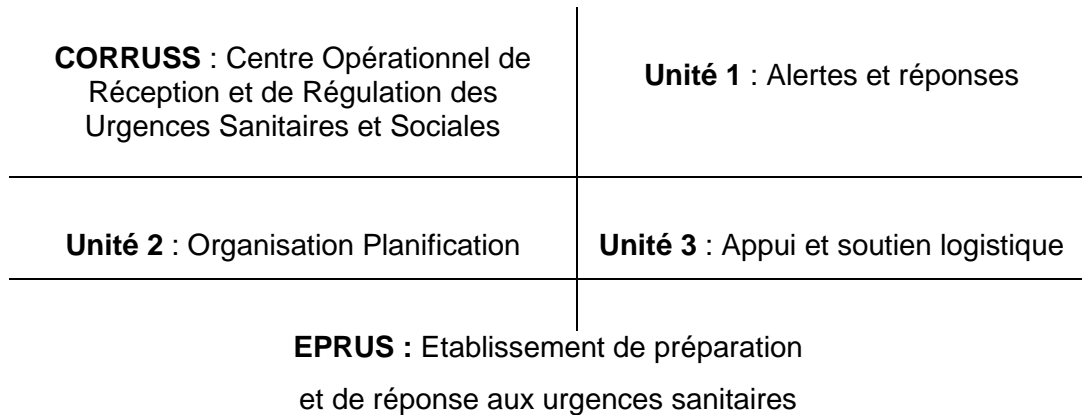 CORRUSS : Centre Opérationnel de
Réception et de Régulation des
Urgences Sanitaires et Sociales
Unité 1 : Alertes et réponses
Unité 2 : Organisation Planification
Unité 3 : Appui et soutien logistique
EPRUS : Etablissement de préparation
et de réponse aux urgences sanitaires